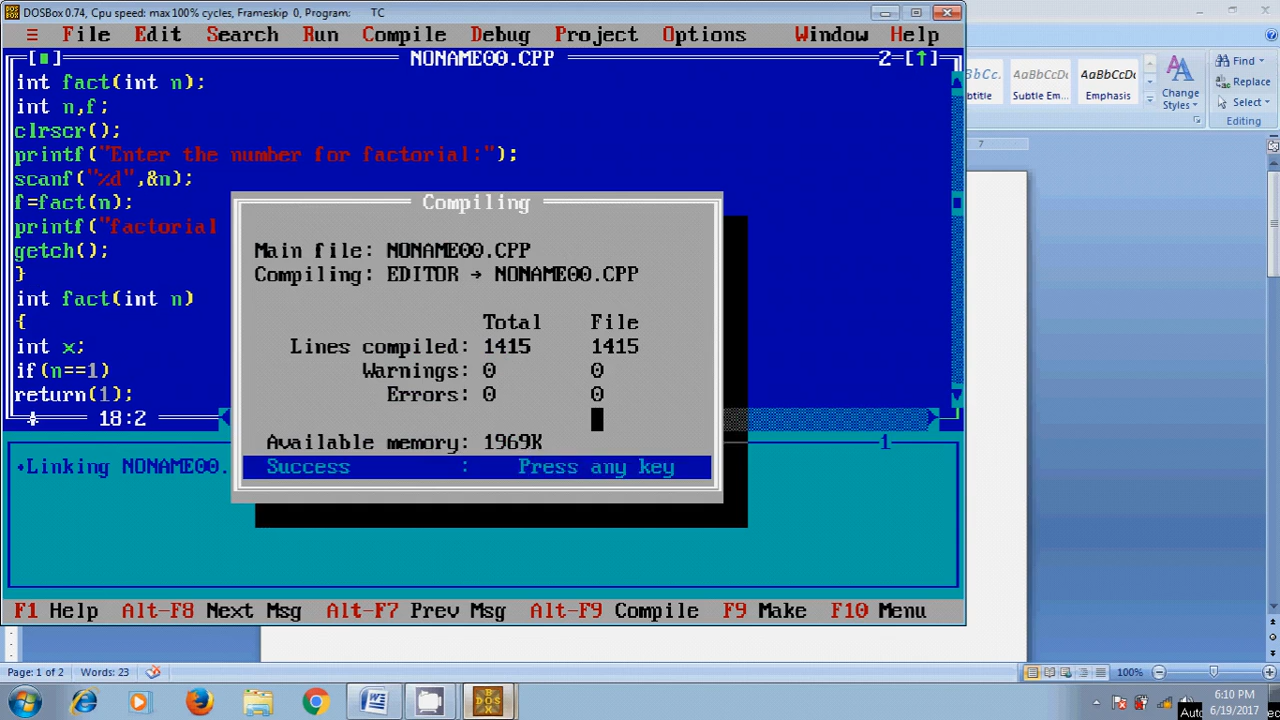 DOSBox 0.74, Cpu speed: max 100% cycles, Frameskip 0, Program: TC
≡ File Edit Search Run Compile Debug Project Options Window Help
[■] NONAME00.CPP 2=[↑]
int fact(int n);
int n,f;
clrscr();
printf("Enter the number for factorial:");
scanf("%d",&n);
f=fact(n);
printf("factorial
getch();
}
int fact(int n)
{
int x;
if(n==1)
return(1);
18:2
Compiling
Main file: NONAME00.CPP
Compiling: EDITOR → NONAME00.CPP
Total File
Lines compiled: 1415 1415
Warnings: 0 0
Errors: 0 0
Available memory: 1969K
Success : Press any key
1
•Linking NONAME00.
F1 Help Alt-F8 Next Msg Alt-F7 Prev Msg Alt-F9 Compile F9 Make F10 Menu
AaBbCcDc AaBbCcDc
btitle Subtle Em... Emphasis
Change
Styles
Find
Replace
Select
Editing
7
Page: 1 of 2 Words: 23 100%
6:10 PM
6/19/2017